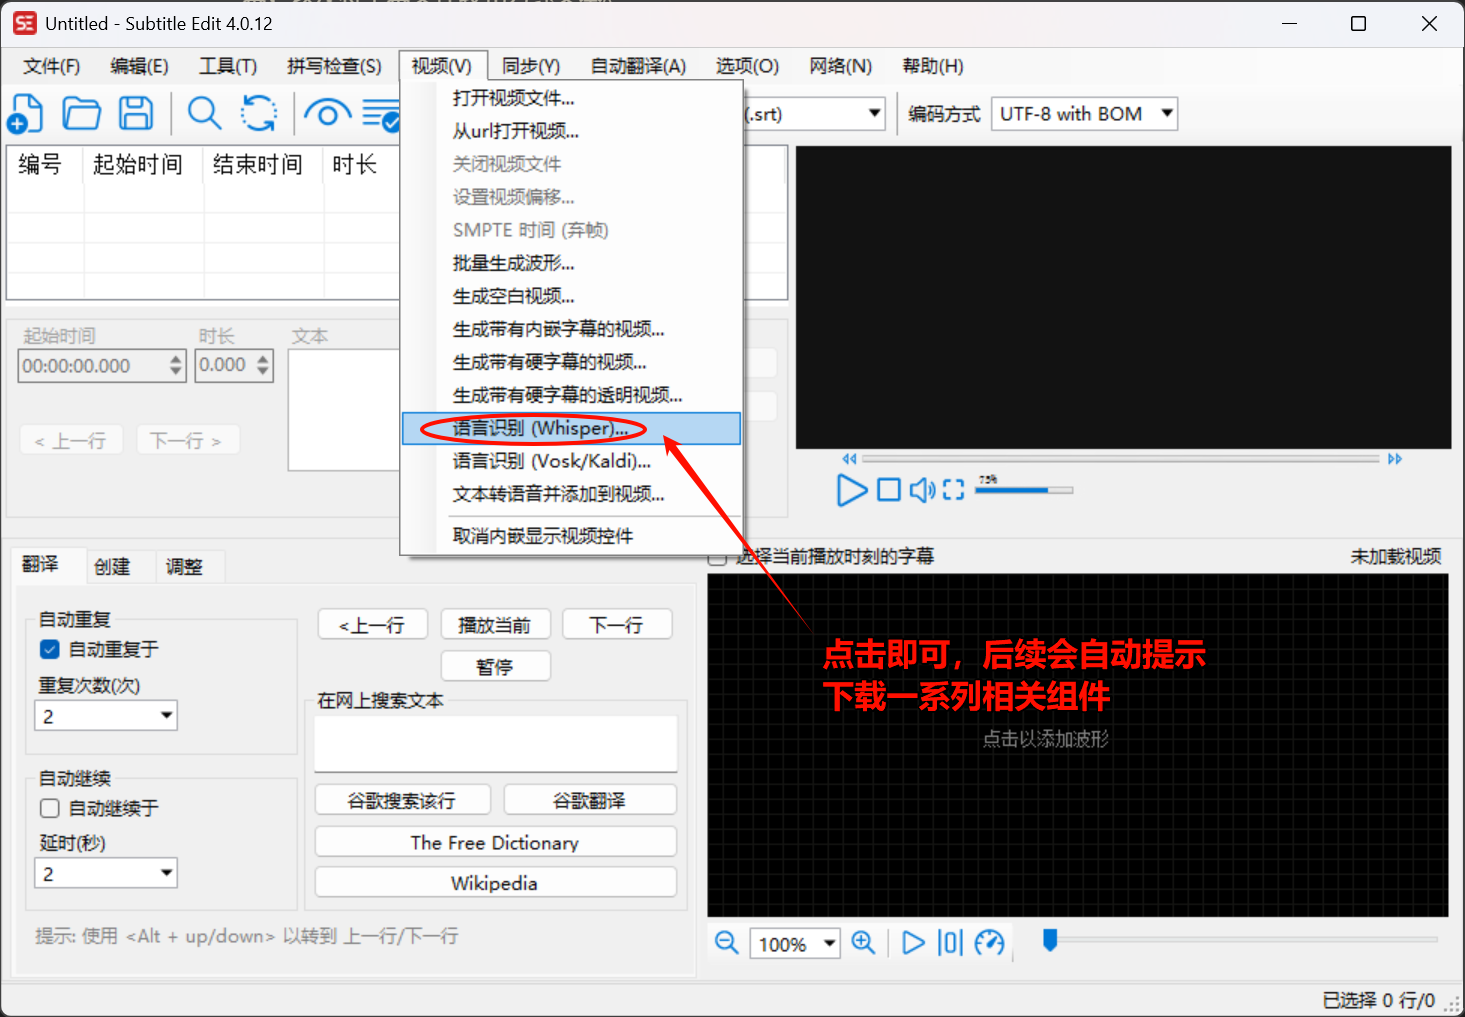 Untitled - Subtitle Edit 4.0.12
文件(F) 编辑(E) 工具(T) 拼写检查(S) 视频(V) 同步(Y) 自动翻译(A) 选项(O) 网络(N) 帮助(H)
(.srt) 编码方式 UTF-8 with BOM
编号 起始时间 结束时间 时长
打开视频文件...
从url打开视频...
关闭视频文件
设置视频偏移...
SMPTE 时间 (弃帧)
批量生成波形...
生成空白视频...
生成带有内嵌字幕的视频...
生成带有硬字幕的视频...
生成带有硬字幕的透明视频...
语言识别 (Whisper)...
语言识别 (Vosk/Kaldi)...
文本转语音并添加到视频...
取消内嵌显示视频控件
起始时间 时长 文本
00:00:00.000 0.000
< 上一行 下一行 >
75%
翻译 创建 调整
自动重复
自动重复于
重复次数(次)
2
自动继续
自动继续于
延时(秒)
2
<上一行 播放当前 下一行
暂停
在网上搜索文本
谷歌搜索该行 谷歌翻译
The Free Dictionary
Wikipedia
提示: 使用 <Alt + up/down> 以转到 上一行/下一行
选择当前播放时刻的字幕 未加载视频
点击即可，后续会自动提示
下载一系列相关组件
点击以添加波形
100%
已选择 0 行/0